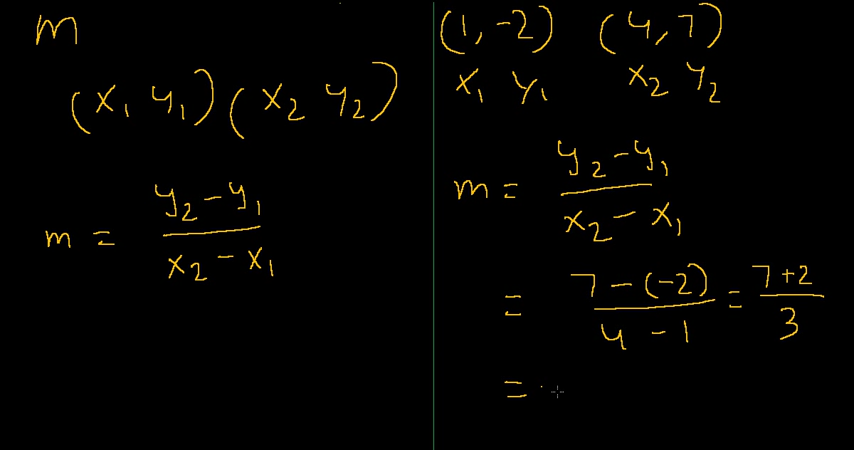 m
(x₁ y₁) (x₂ y₂)
m = y₂ - y₁ / x₂ - x₁
(1, -2) (4, 7)
x₁ y₁ x₂ y₂
m = y₂ - y₁ / x₂ - x₁
= 7 - (-2) / 4 - 1 = 7+2 / 3
=